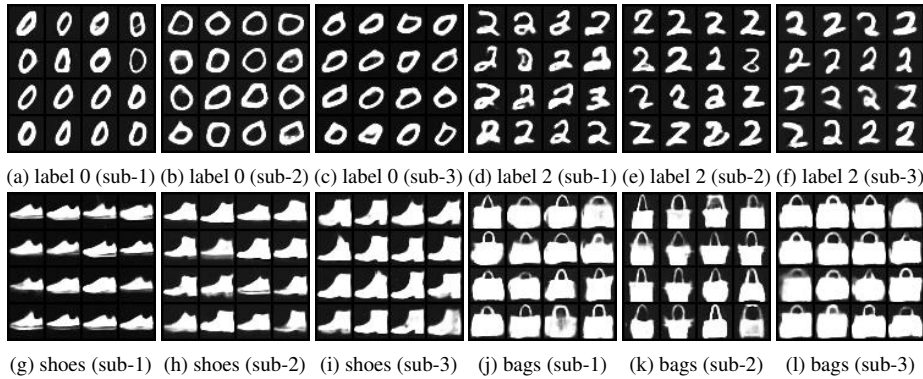 (a) label 0 (sub-1) (b) label 0 (sub-2) (c) label 0 (sub-3) (d) label 2 (sub-1) (e) label 2 (sub-2) (f) label 2 (sub-3)
(g) shoes (sub-1) (h) shoes (sub-2) (i) shoes (sub-3) (j) bags (sub-1) (k) bags (sub-2) (l) bags (sub-3)